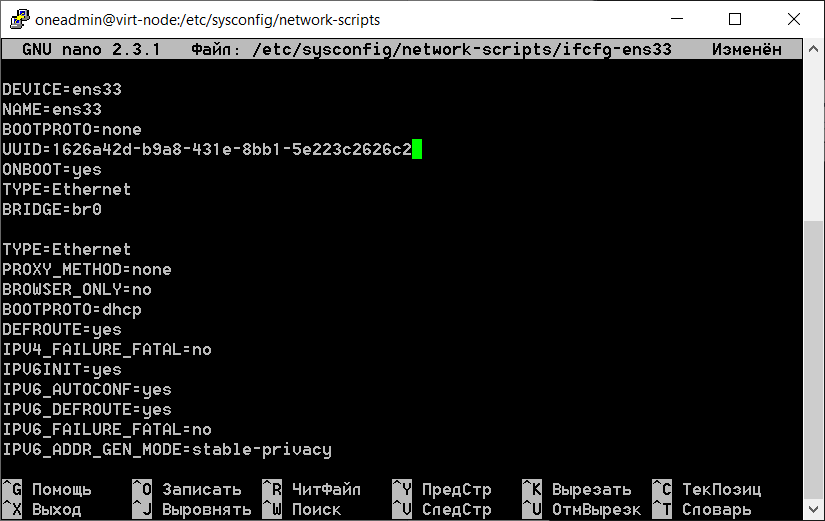 oneadmin@virt-node:/etc/sysconfig/network-scripts
GNU nano 2.3.1 Файл: /etc/sysconfig/network-scripts/ifcfg-ens33 Изменён
DEVICE=ens33
NAME=ens33
BOOTPROTO=none
UUID=1626a42d-b9a8-431e-8bb1-5e223c2626c2
ONBOOT=yes
TYPE=Ethernet
BRIDGE=br0
TYPE=Ethernet
PROXY_METHOD=none
BROWSER_ONLY=no
BOOTPROTO=dhcp
DEFROUTE=yes
IPV4_FAILURE_FATAL=no
IPV6INIT=yes
IPV6_AUTOCONF=yes
IPV6_DEFROUTE=yes
IPV6_FAILURE_FATAL=no
IPV6_ADDR_GEN_MODE=stable-privacy
^G Помощь ^O Записать ^R ЧитФайл ^Y ПредСтр ^K Вырезать ^C ТекПозиц
^X Выход ^J Выровнять ^W Поиск ^V СледСтр ^U ОтмВырезк ^T Словарь